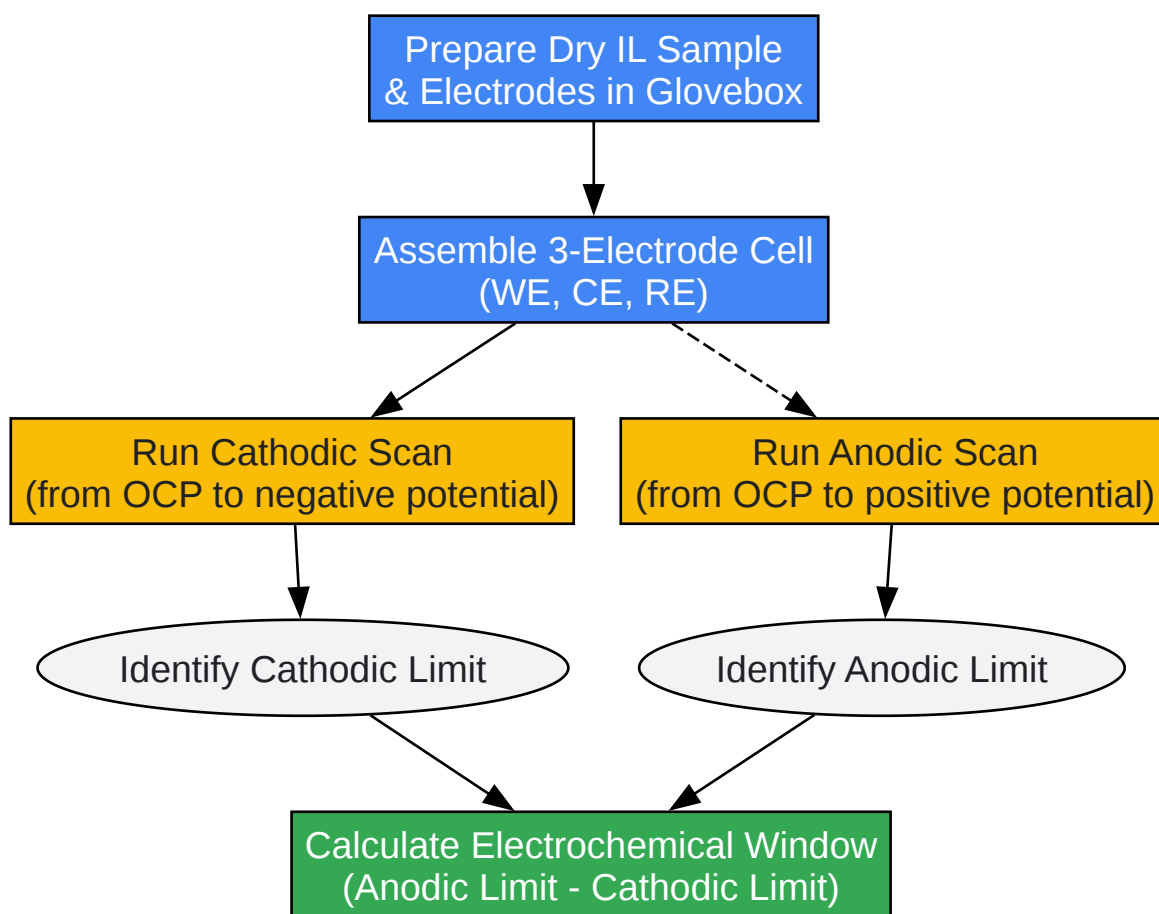 Prepare Dry IL Sample
& Electrodes in Glovebox
Assemble 3-Electrode Cell
(WE, CE, RE)
Run Cathodic Scan
(from OCP to negative potential)
Run Anodic Scan
(from OCP to positive potential)
Identify Cathodic Limit
Identify Anodic Limit
Calculate Electrochemical Window
(Anodic Limit - Cathodic Limit)